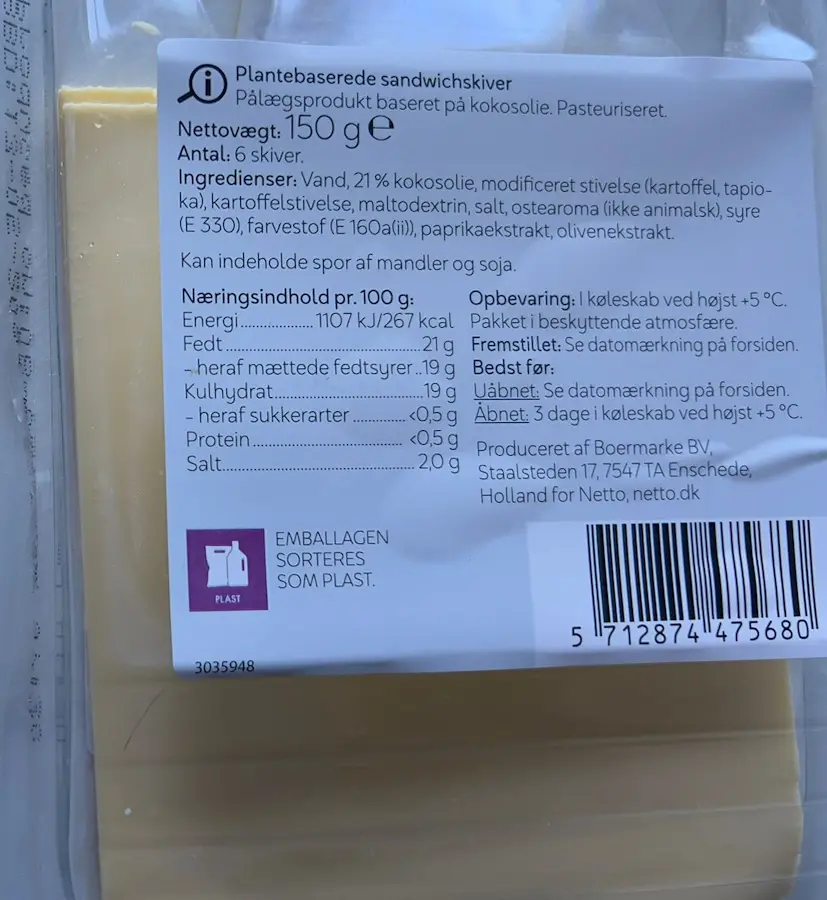 Plantebaserede sandwichskiver
Pålægsprodukt baseret på kokosolie. Pasteuriseret.
Nettovægt: 150 g ℮
Antal: 6 skiver.
Ingredienser: Vand, 21 % kokosolie, modificeret stivelse (kartoffel, tapio-
ka), kartoffelstivelse, maltodextrin, salt, ostearoma (ikke animalsk), syre
(E 330), farvestof (E 160a(ii)), paprikaekstrakt, olivenekstrakt.
Kan indeholde spor af mandler og soja.
Næringsindhold pr. 100 g:
Energi..................1107 kJ/267 kcal
Fedt................................................21 g
- heraf mættede fedtsyrer..19 g
Kulhydrat.....................................19 g
- heraf sukkerarter .............<0,5 g
Protein......................................<0,5 g
Salt................................................2,0 g
Opbevaring: I køleskab ved højst +5 °C.
Pakket i beskyttende atmosfære.
Fremstillet: Se datomærkning på forsiden.
Bedst før:
Uåbnet: Se datomærkning på forsiden.
Åbnet: 3 dage i køleskab ved højst +5 °C.
Produceret af Boermarke BV,
Staalsteden 17, 7547 TA Enschede,
Holland for Netto, netto.dk
EMBALLAGEN
SORTERES
SOM PLAST.
PLAST
5 712874 475680
3035948